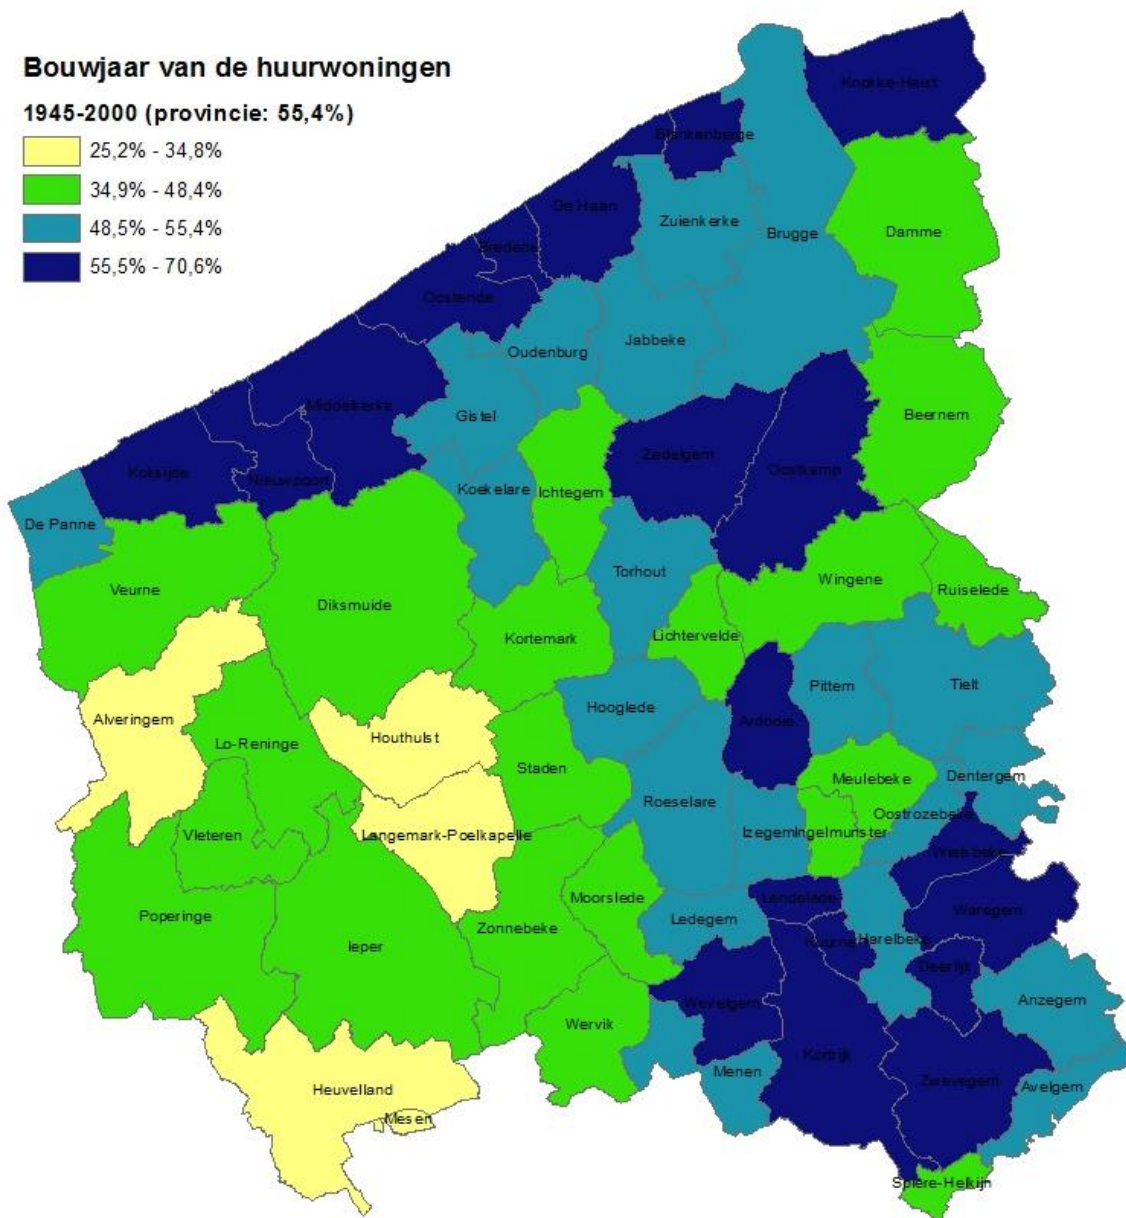 Bouwjaar van de huurwoningen
1945-2000 (provincie: 55,4%)
25,2% - 34,8%
34,9% - 48,4%
48,5% - 55,4%
55,5% - 70,6%
Knokke-Heist
Blankenberge
De Haan
Zuienkerke
Brugge
Damme
Bredene
Oostende
Oudenburg
Jabbeke
Middelkerke
Gistel
Beernem
Koksijde
Nieuwpoort
Koekelare
Ichtegem
Zedelgem
Oostkamp
De Panne
Veurne
Diksmuide
Torhout
Wingene
Ruiselede
Kortemark
Lichtervelde
Alveringem
Lo-Reninge
Houthulst
Hooglede
Ardooie
Pittem
Tielt
Staden
Meulebeke
Dentergem
Vleteren
Langemark-Poelkapelle
Roeselare
Izegem
Ingelmunster
Oostrozebeke
Wielsbeke
Poperinge
Ieper
Zonnebeke
Moorslede
Ledegem
Lendelede
Kuurne
Harelbeke
Waregem
Deerlijk
Wevelgem
Anzegem
Wervik
Menen
Kortrijk
Zwevegem
Avelgem
Heuvelland
Mesen
Spiere-Helkijn